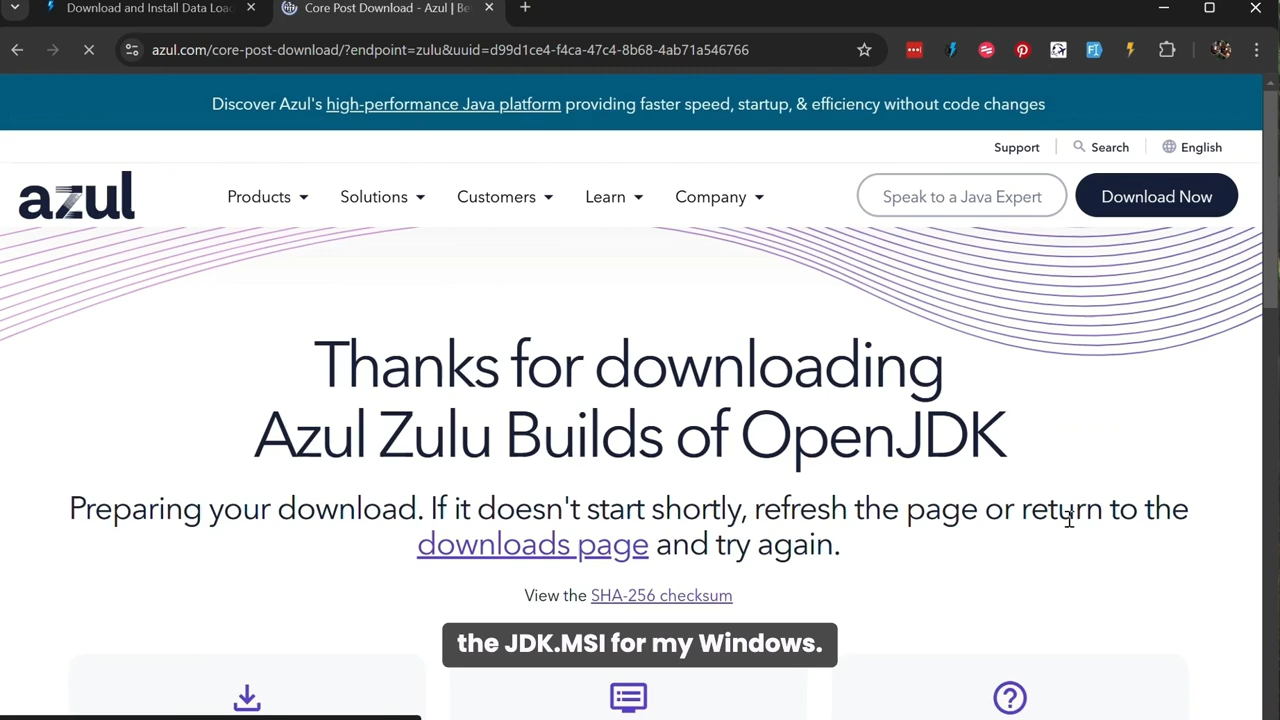 Download and Install Data Loa
Core Post Download - Azul | Be
azul.com/core-post-download/?endpoint=zulu&uuid=d99d1ce4-f4ca-47c4-8b68-4ab71a546766
Discover Azul's high-performance Java platform providing faster speed, startup, & efficiency without code changes
Support
Search
English
azul
Products
Solutions
Customers
Learn
Company
Speak to a Java Expert
Download Now
Thanks for downloading
Azul Zulu Builds of OpenJDK
Preparing your download. If it doesn't start shortly, refresh the page or return to the
downloads page and try again.
View the SHA-256 checksum
the JDK.MSI for my Windows.